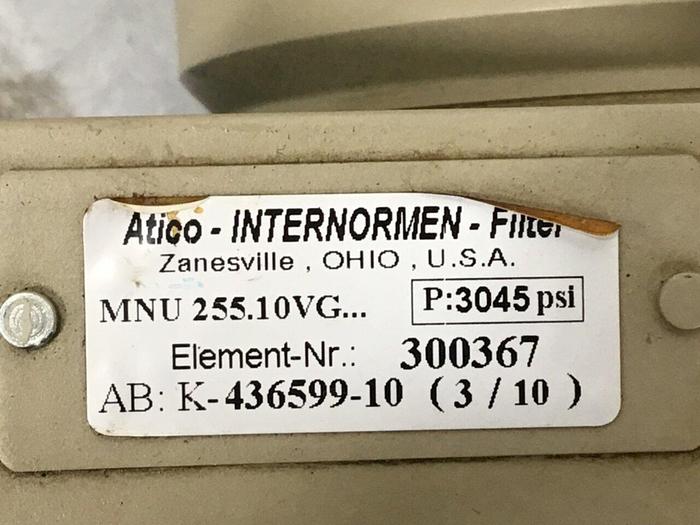 Atico - INTERNORMEN - Filter
Zanesville , OHIO , U.S.A.
MNU 255.10VG... P:3045 psi
Element-Nr.: 300367
AB: K-436599-10 ( 3 / 10 )